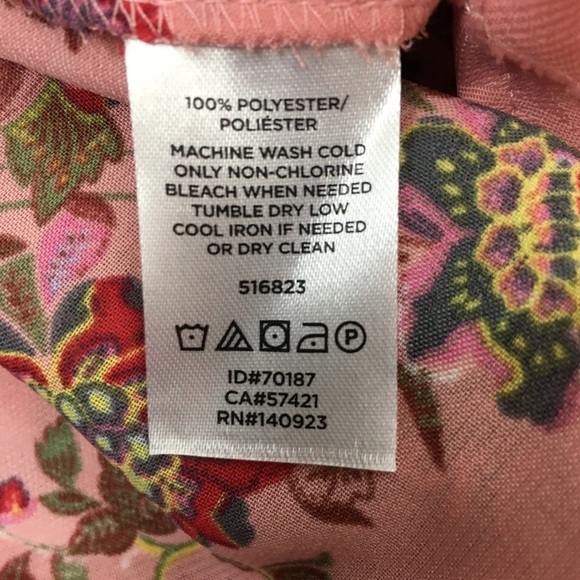 100% POLYESTER/
POLIÉSTER
MACHINE WASH COLD
ONLY NON-CHLORINE
BLEACH WHEN NEEDED
TUMBLE DRY LOW
COOL IRON IF NEEDED
OR DRY CLEAN
516823
P
ID#70187
CA#57421
RN#140923